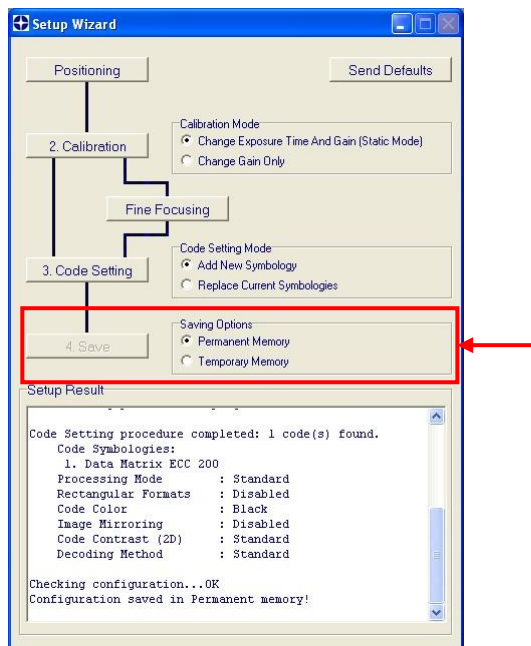 Setup Wizard
Positioning
Send Defaults
Calibration Mode
2. Calibration
Change Exposure Time And Gain (Static Mode)
Change Gain Only
Fine Focusing
Code Setting Mode
3. Code Setting
Add New Symbology
Replace Current Symbologies
Saving Options
4. Save
Permanent Memory
Temporary Memory
Setup Result
Code Setting procedure completed: 1 code(s) found.
Code Symbologies:
1. Data Matrix ECC 200
Processing Mode : Standard
Rectangular Formats : Disabled
Code Color : Black
Image Mirroring : Disabled
Code Contrast (2D) : Standard
Decoding Method : Standard
Checking configuration...OK
Configuration saved in Permanent memory!